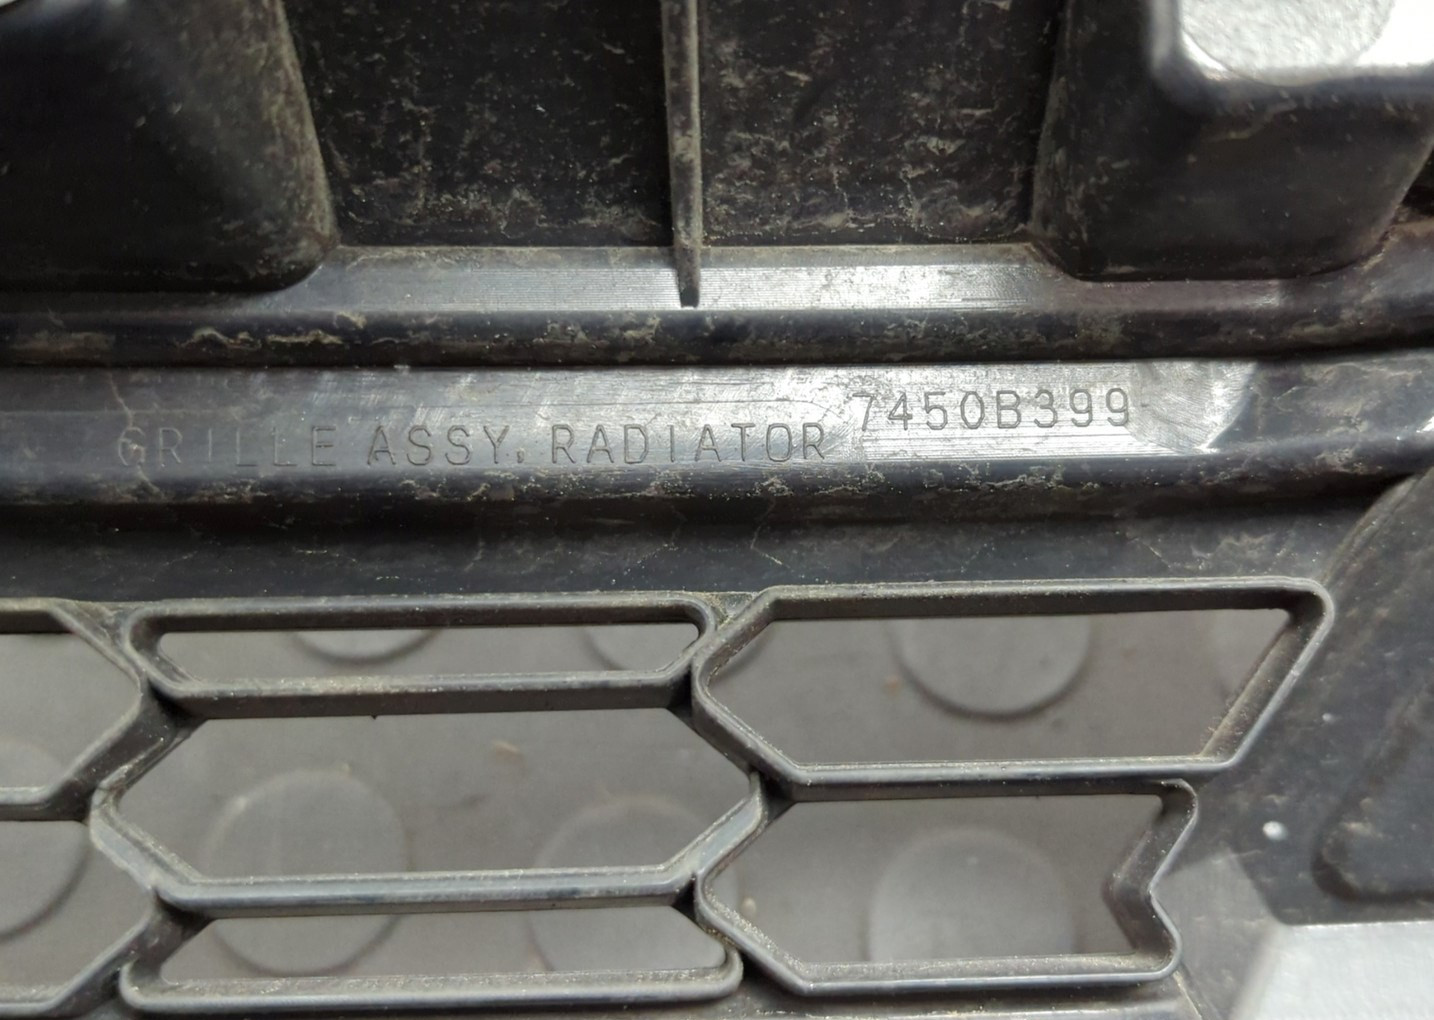 GRILLE ASSY, RADIATOR 7450B399